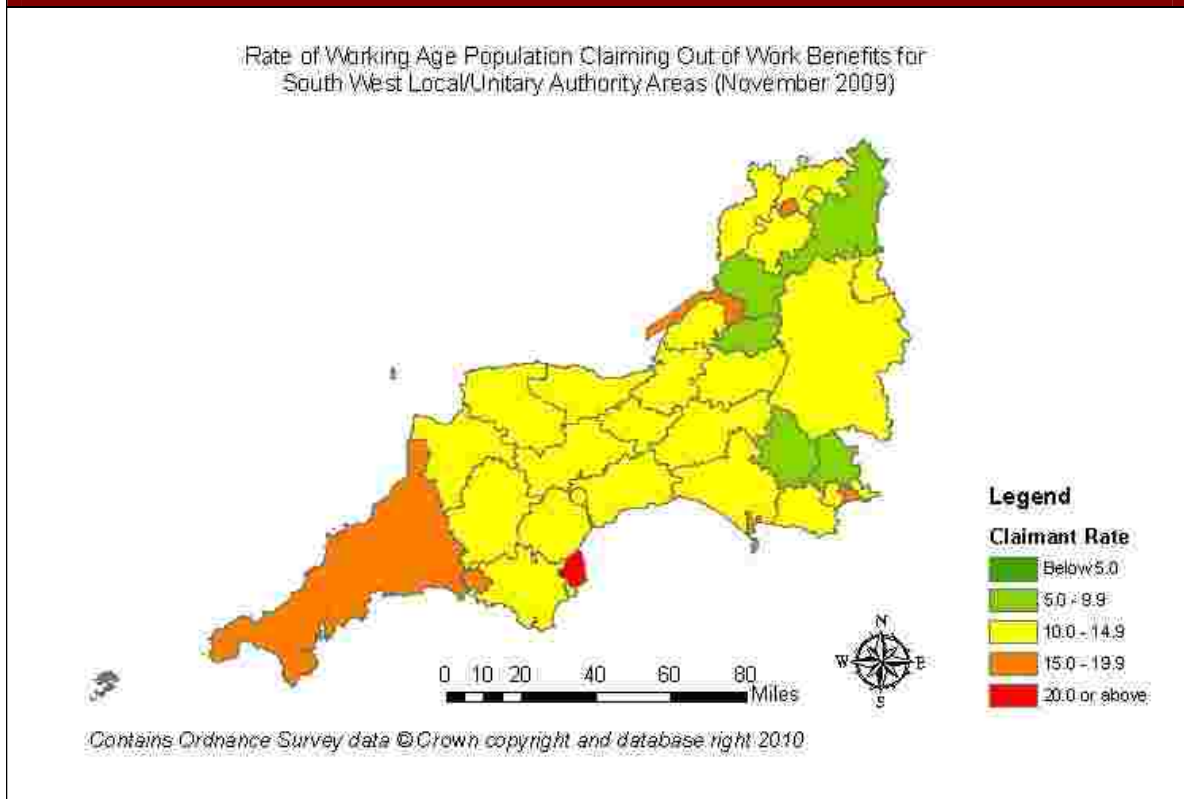 Rate of Working Age Population Claiming Out of Work Benefits for
South West Local/Unitary Authority Areas (November 2009)
Legend
Claimant Rate
Below 5.0
5.0 - 9.9
10.0 - 14.9
15.0 - 19.9
20.0 or above
N
W E
S
0 10 20 40 60 80
Miles
Contains Ordnance Survey data © Crown copyright and database right 2010